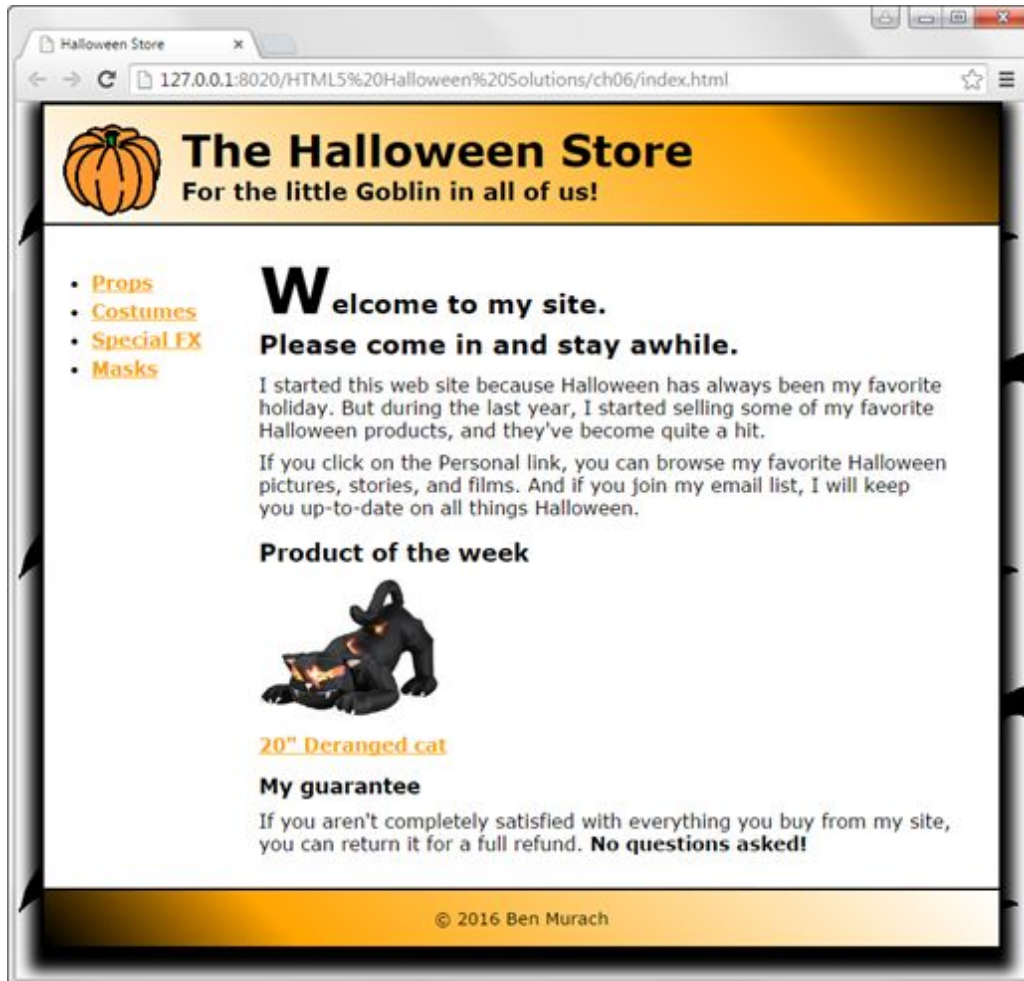 Halloween Store
127.0.0.1:8020/HTML5%20Halloween%20Solutions/ch06/index.html
The Halloween Store
For the little Goblin in all of us!
Props
Costumes
Special FX
Masks
Welcome to my site.
Please come in and stay awhile.
I started this web site because Halloween has always been my favorite
holiday. But during the last year, I started selling some of my favorite
Halloween products, and they've become quite a hit.
If you click on the Personal link, you can browse my favorite Halloween
pictures, stories, and films. And if you join my email list, I will keep
you up-to-date on all things Halloween.
Product of the week
20" Deranged cat
My guarantee
If you aren't completely satisfied with everything you buy from my site,
you can return it for a full refund. No questions asked!
© 2016 Ben Murach